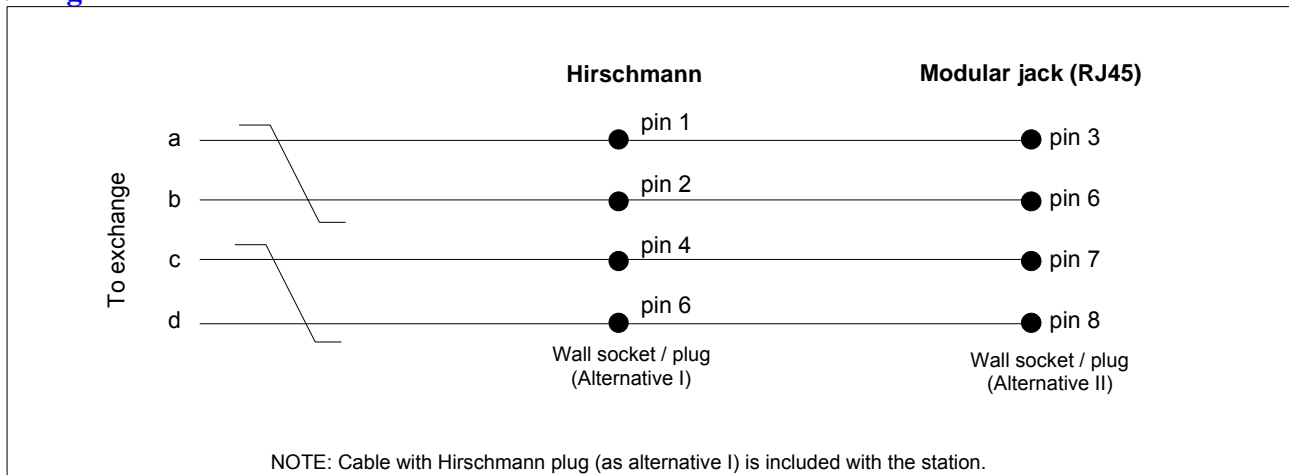 Hirschmann Modular jack (RJ45)
To exchange
a pin 1 pin 3
b pin 2 pin 6
c pin 4 pin 7
d pin 6 pin 8
Wall socket / plug
(Alternative I)
Wall socket / plug
(Alternative II)
NOTE: Cable with Hirschmann plug (as alternative I) is included with the station.